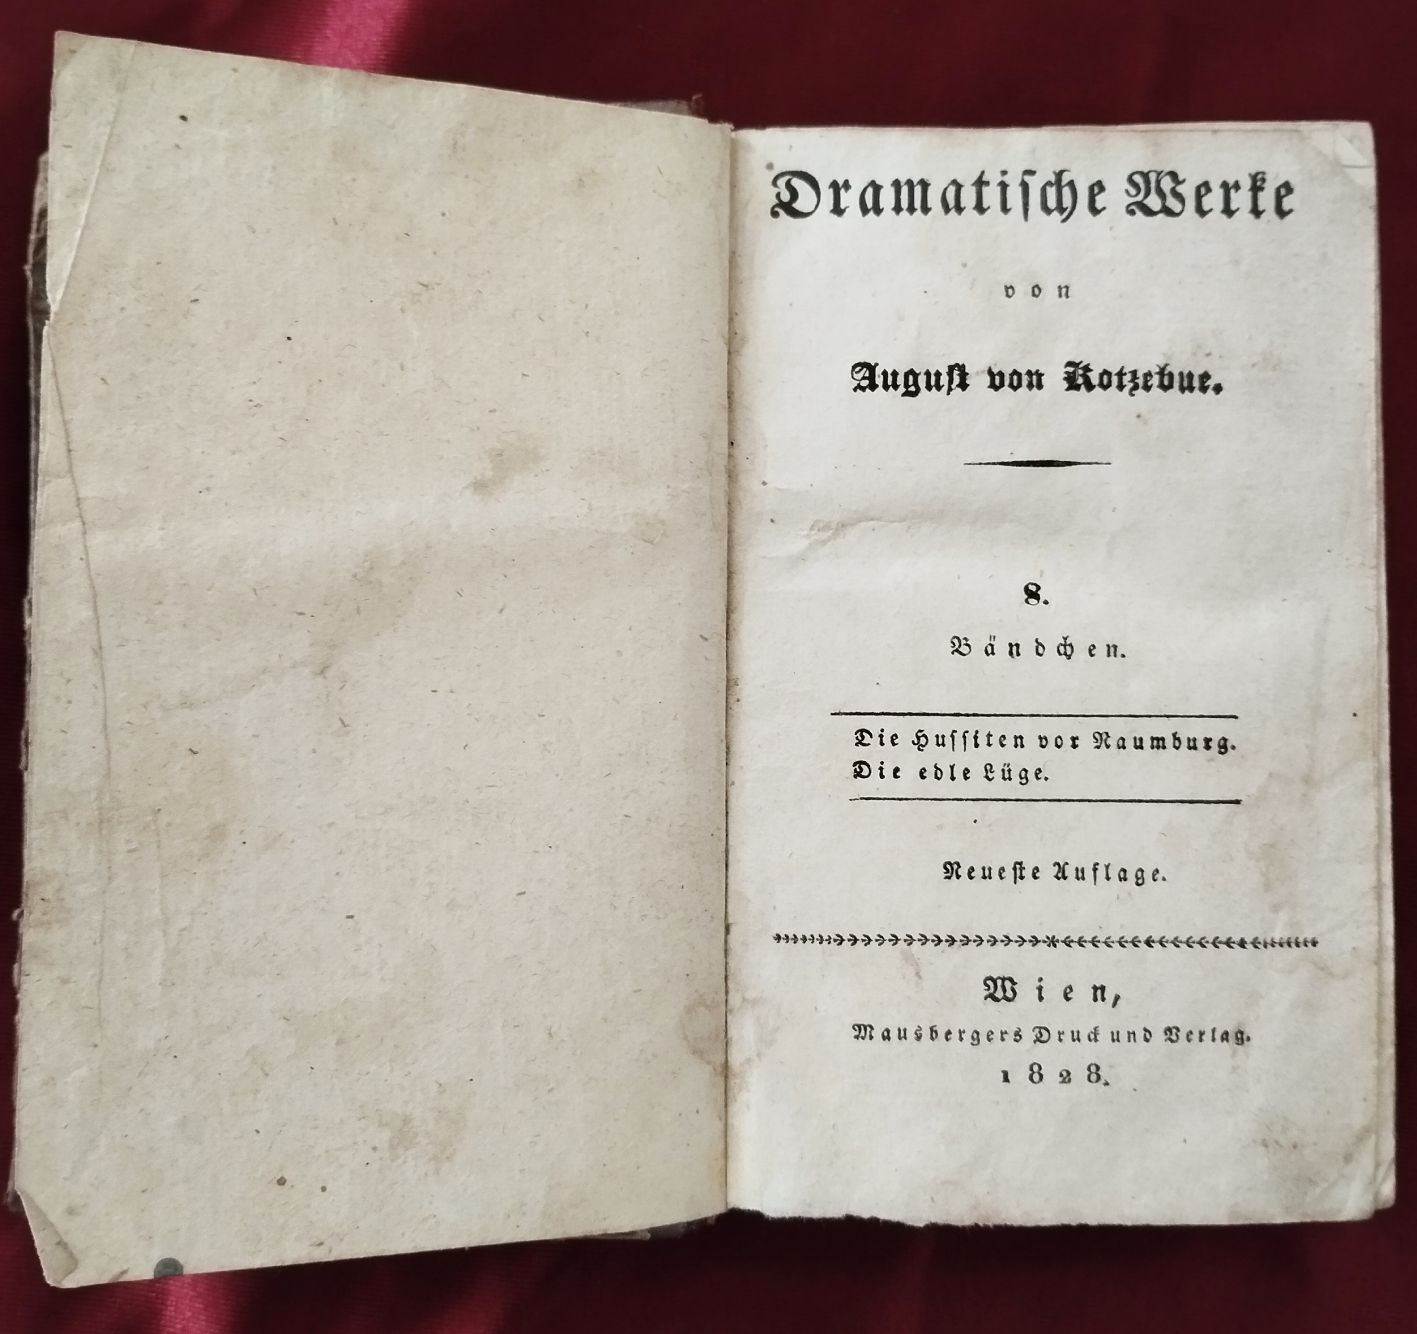 Dramatische Werke
von
August von Kotzebue.
8.
Bändchen.
Die Hussiten vor Naumburg.
Die edle Lüge.
Neueste Auflage.
Wien,
Mausbergers Druck und Verlag.
1828.